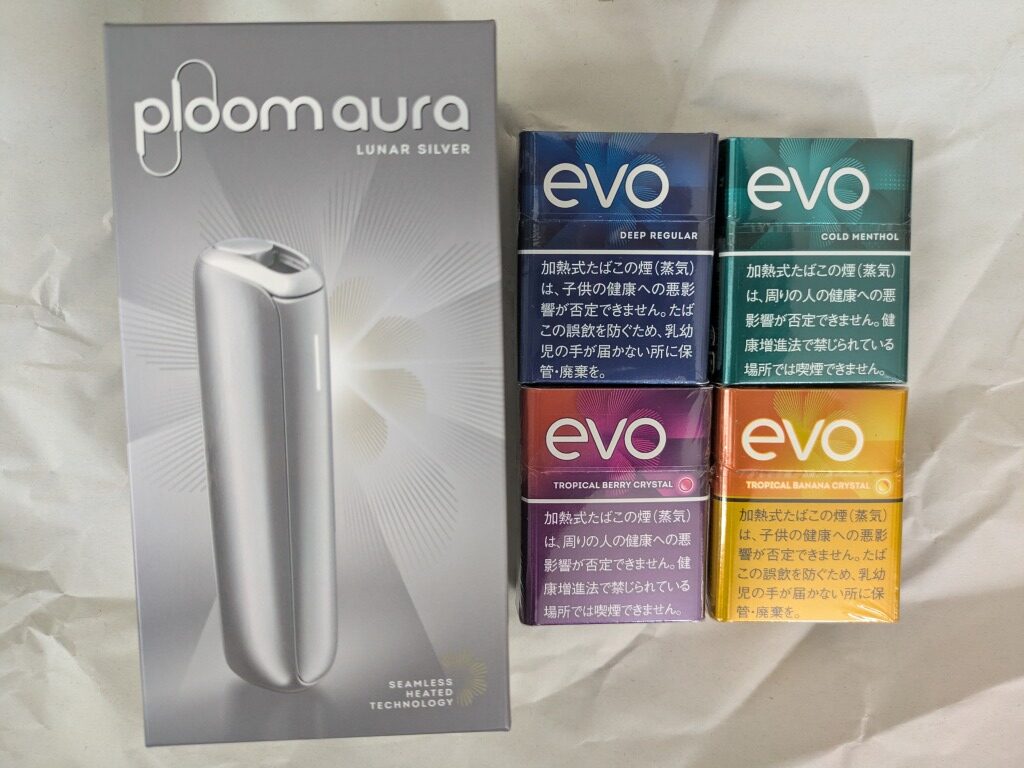 ploom aura
LUNAR SILVER
SEAMLESS
HEATED
TECHNOLOGY
evo
DEEP REGULAR
加熱式たばこの煙（蒸気）
は、子供の健康への悪影
響が否定できません。たば
この誤飲を防ぐため、乳幼
児の手が届かない所に保
管・廃棄を。
evo
COLD MENTHOL
加熱式たばこの煙（蒸気）
は、周りの人の健康への悪
影響が否定できません。健
康増進法で禁じられている
場所では喫煙できません。
evo
TROPICAL BERRY CRYSTAL
加熱式たばこの煙（蒸気）
は、周りの人の健康への悪
影響が否定できません。健
康増進法で禁じられている
場所では喫煙できません。
evo
TROPICAL BANANA CRYSTAL
加熱式たばこの煙（蒸気）
は、子供の健康への悪影
響が否定できません。たば
この誤飲を防ぐため、乳幼
児の手が届かない所に保
管・廃棄を。